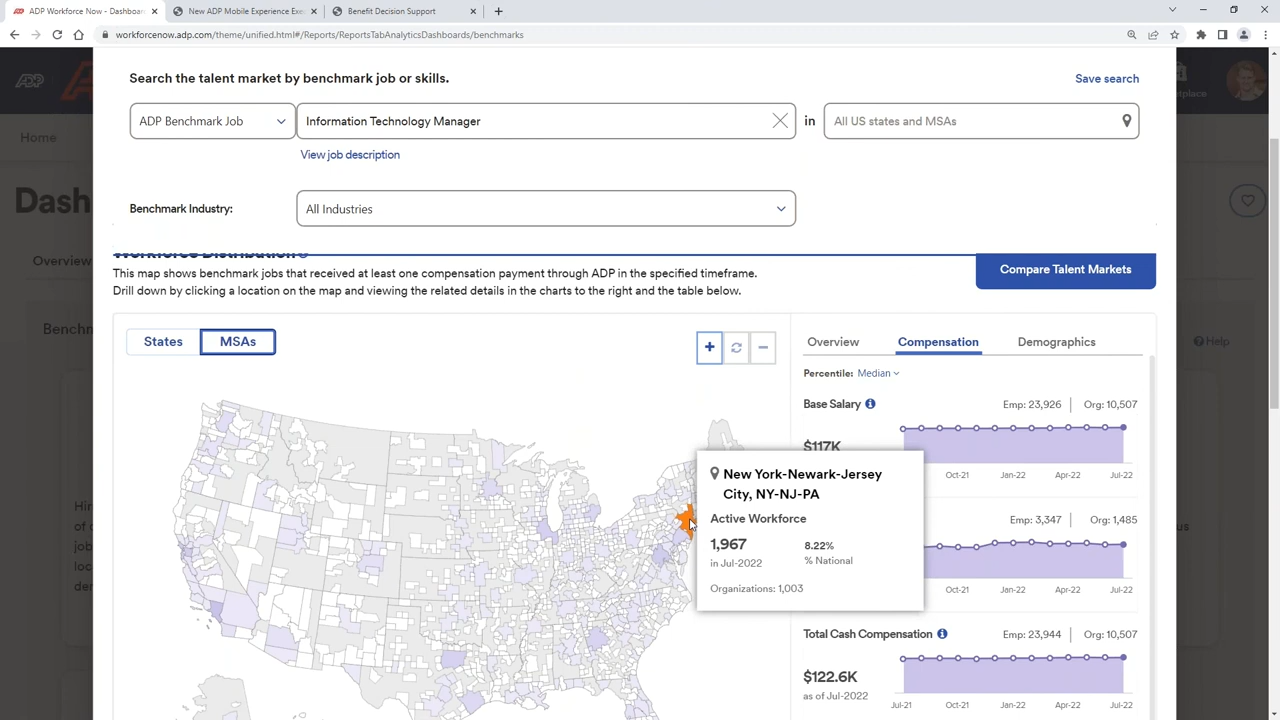 ADP Workforce Now - Dashboard
New ADP Mobile Experience Exec
Benefit Decision Support
workforcenow.adp.com/theme/unified.html#/Reports/ReportsTabAnalyticsDashboards/benchmarks
ADP
Home
Dash
Overview
Benchm
Search the talent market by benchmark job or skills.
Save search
ADP Benchmark Job
Information Technology Manager
in
All US states and MSAs
View job description
Benchmark Industry:
All Industries
Workforce Distribution
This map shows benchmark jobs that received at least one compensation payment through ADP in the specified timeframe.
Drill down by clicking a location on the map and viewing the related details in the charts to the right and the table below.
Compare Talent Markets
States
MSAs
Overview
Compensation
Demographics
Help
Percentile: Median
Base Salary
Emp: 23,926 | Org: 10,507
$117K
Oct-21
Jan-22
Apr-22
Jul-22
New York-Newark-Jersey
City, NY-NJ-PA
Active Workforce
1,967
8.22%
in Jul-2022
% National
Organizations: 1,003
Emp: 3,347 | Org: 1,485
Oct-21
Jan-22
Apr-22
Jul-22
Total Cash Compensation
Emp: 23,944 | Org: 10,507
$122.6K
as of Jul-2022
Jul-21
Oct-21
Jan-22
Apr-22
Jul-22